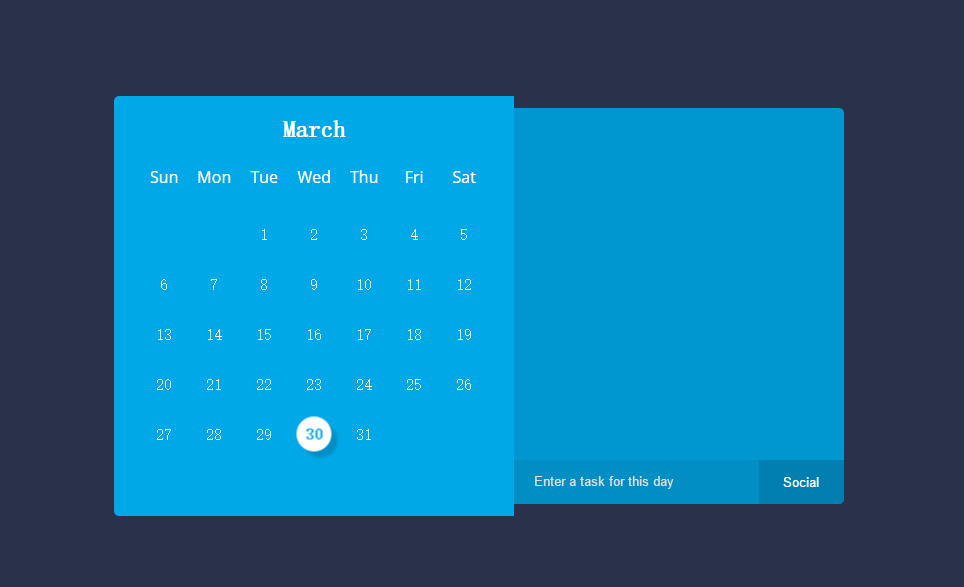 March
Sun Mon Tue Wed Thu Fri Sat
1 2 3 4 5
6 7 8 9 10 11 12
13 14 15 16 17 18 19
20 21 22 23 24 25 26
27 28 29 30 31
Enter a task for this day Social